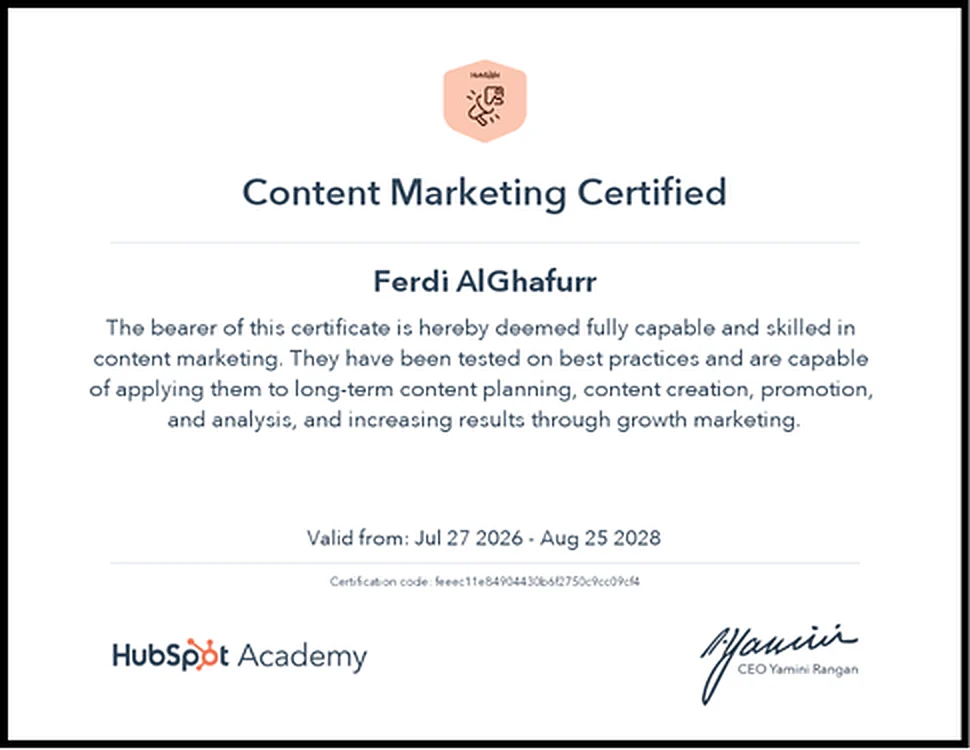 HubSpot
Content Marketing Certified
Ferdi AlGhafurr
The bearer of this certificate is hereby deemed fully capable and skilled in
content marketing. They have been tested on best practices and are capable
of applying them to long-term content planning, content creation, promotion,
and analysis, and increasing results through growth marketing.
Valid from: Jul 27 2026 - Aug 25 2028
Certification code: feeec11e84904430b6f2750c9cc09cf4
HubSpot Academy
CEO Yamini Rangan